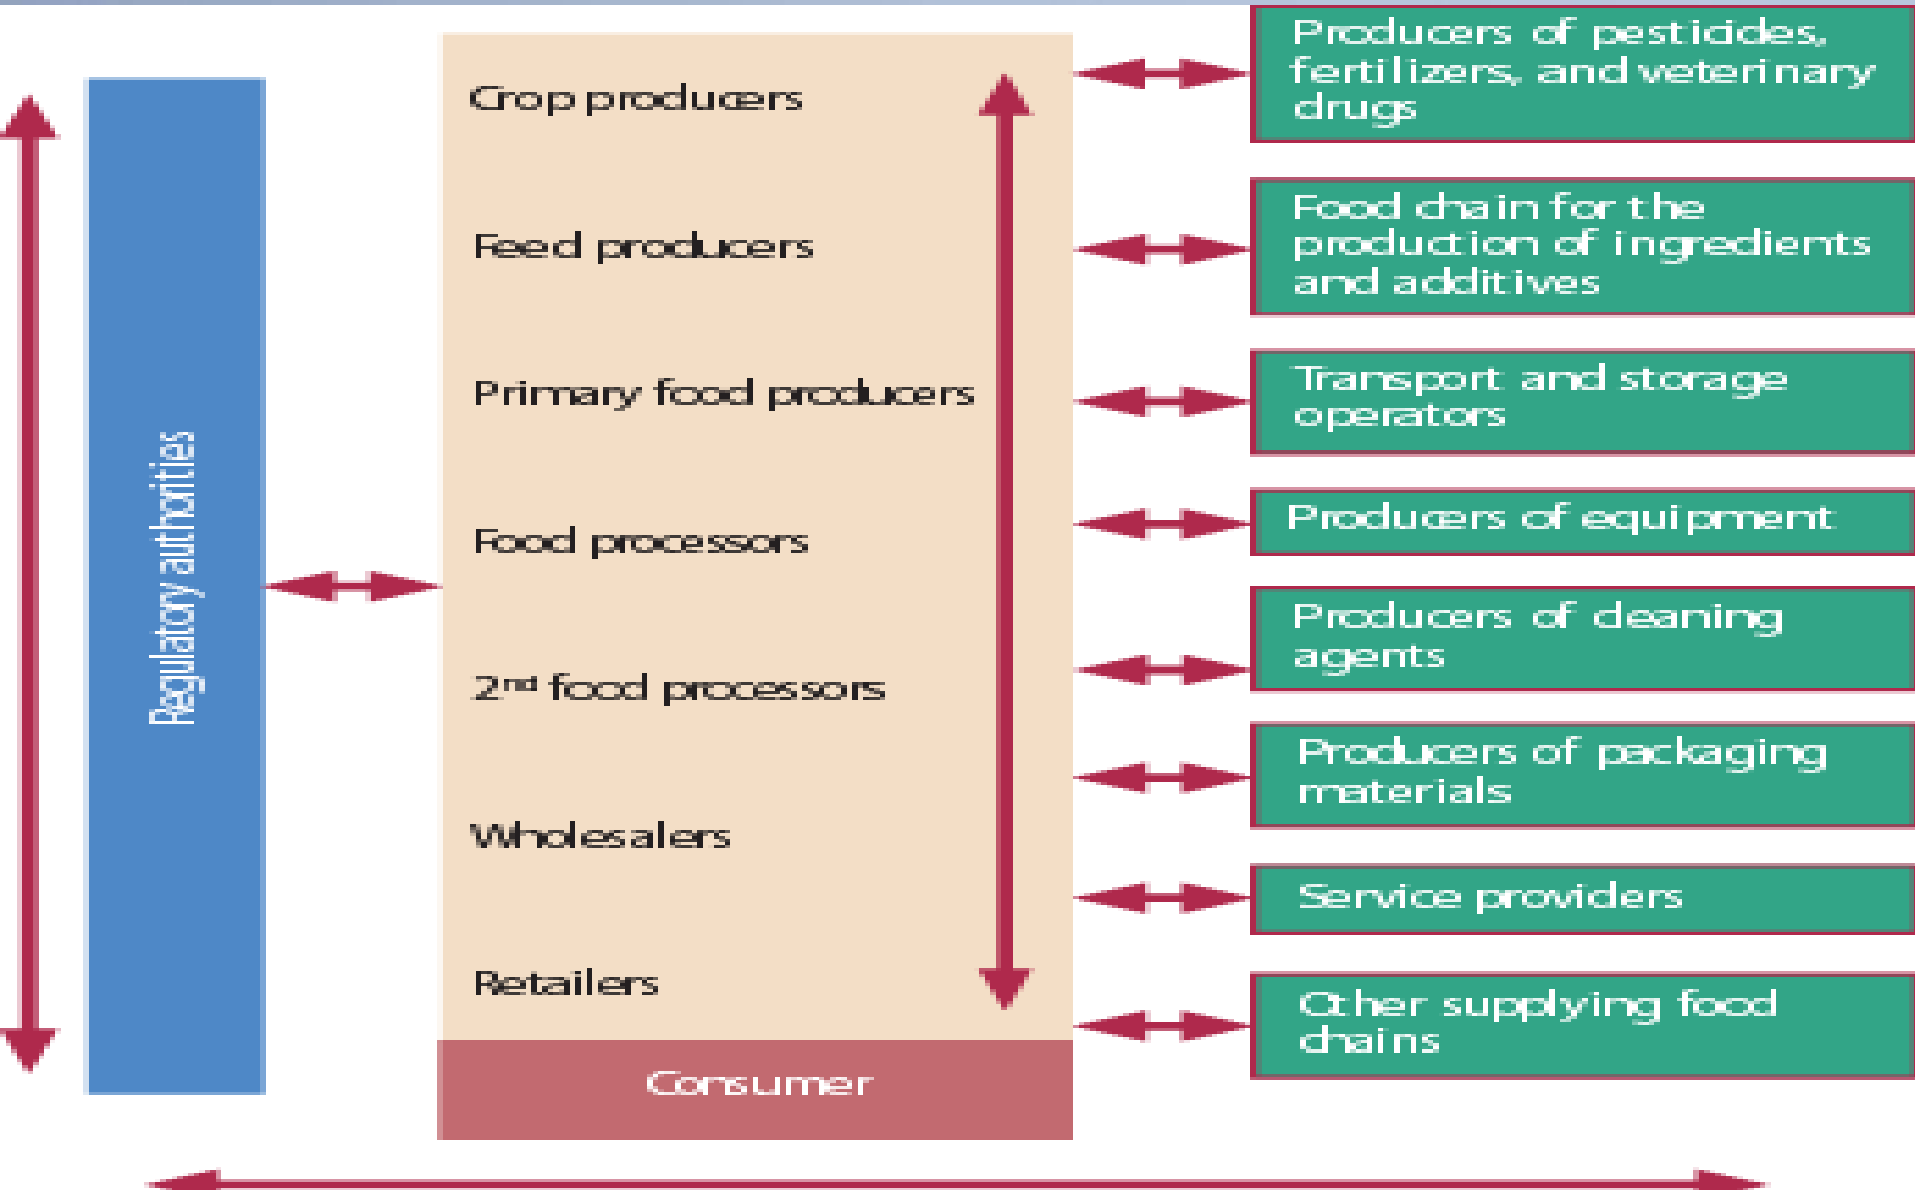 Regulatory authorities
Crop producers
Feed producers
Primary food producers
Food processors
2nd food processors
Wholesalers
Retailers
Consumer
Producers of pesticides,
fertilizers, and veterinary
drugs
Food chain for the
production of ingredients
and additives
Transport and storage
operators
Producers of equipment
Producers of cleaning
agents
Producers of packaging
materials
Service providers
Other supplying food
chains